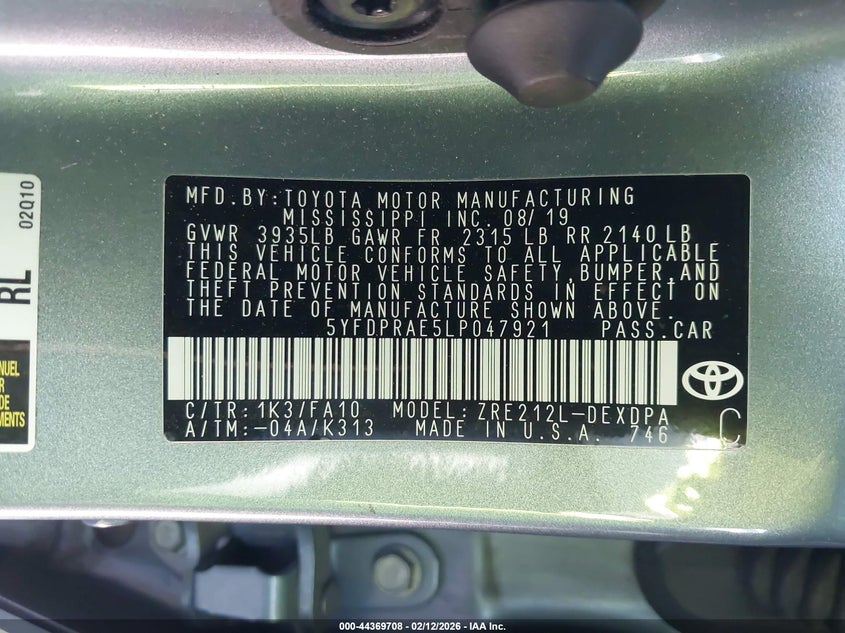 MFD.BY:TOYOTA MOTOR MANUFACTURING
MISSISSIPPI INC. 08/19
GVWR 3935LB GAWR FR 2315 LB RR 2140 LB
THIS VEHICLE CONFORMS TO ALL APPLICABLE
FEDERAL MOTOR VEHICLE SAFETY,BUMPER,AND
THEFT PREVENTION STANDARDS IN EFFECT ON
THE DATE OF MANUFACTURE SHOWN ABOVE.
5YFDPRAE5LP047921 PASS.CAR
C/TR:1K3/FA10 MODEL:ZRE212L-DEXDPA
A/TM:-04A/K313 MADE IN U.S.A. 746 C
02Q10
RL
000-44369708 - 02/12/2026 - IAA Inc.